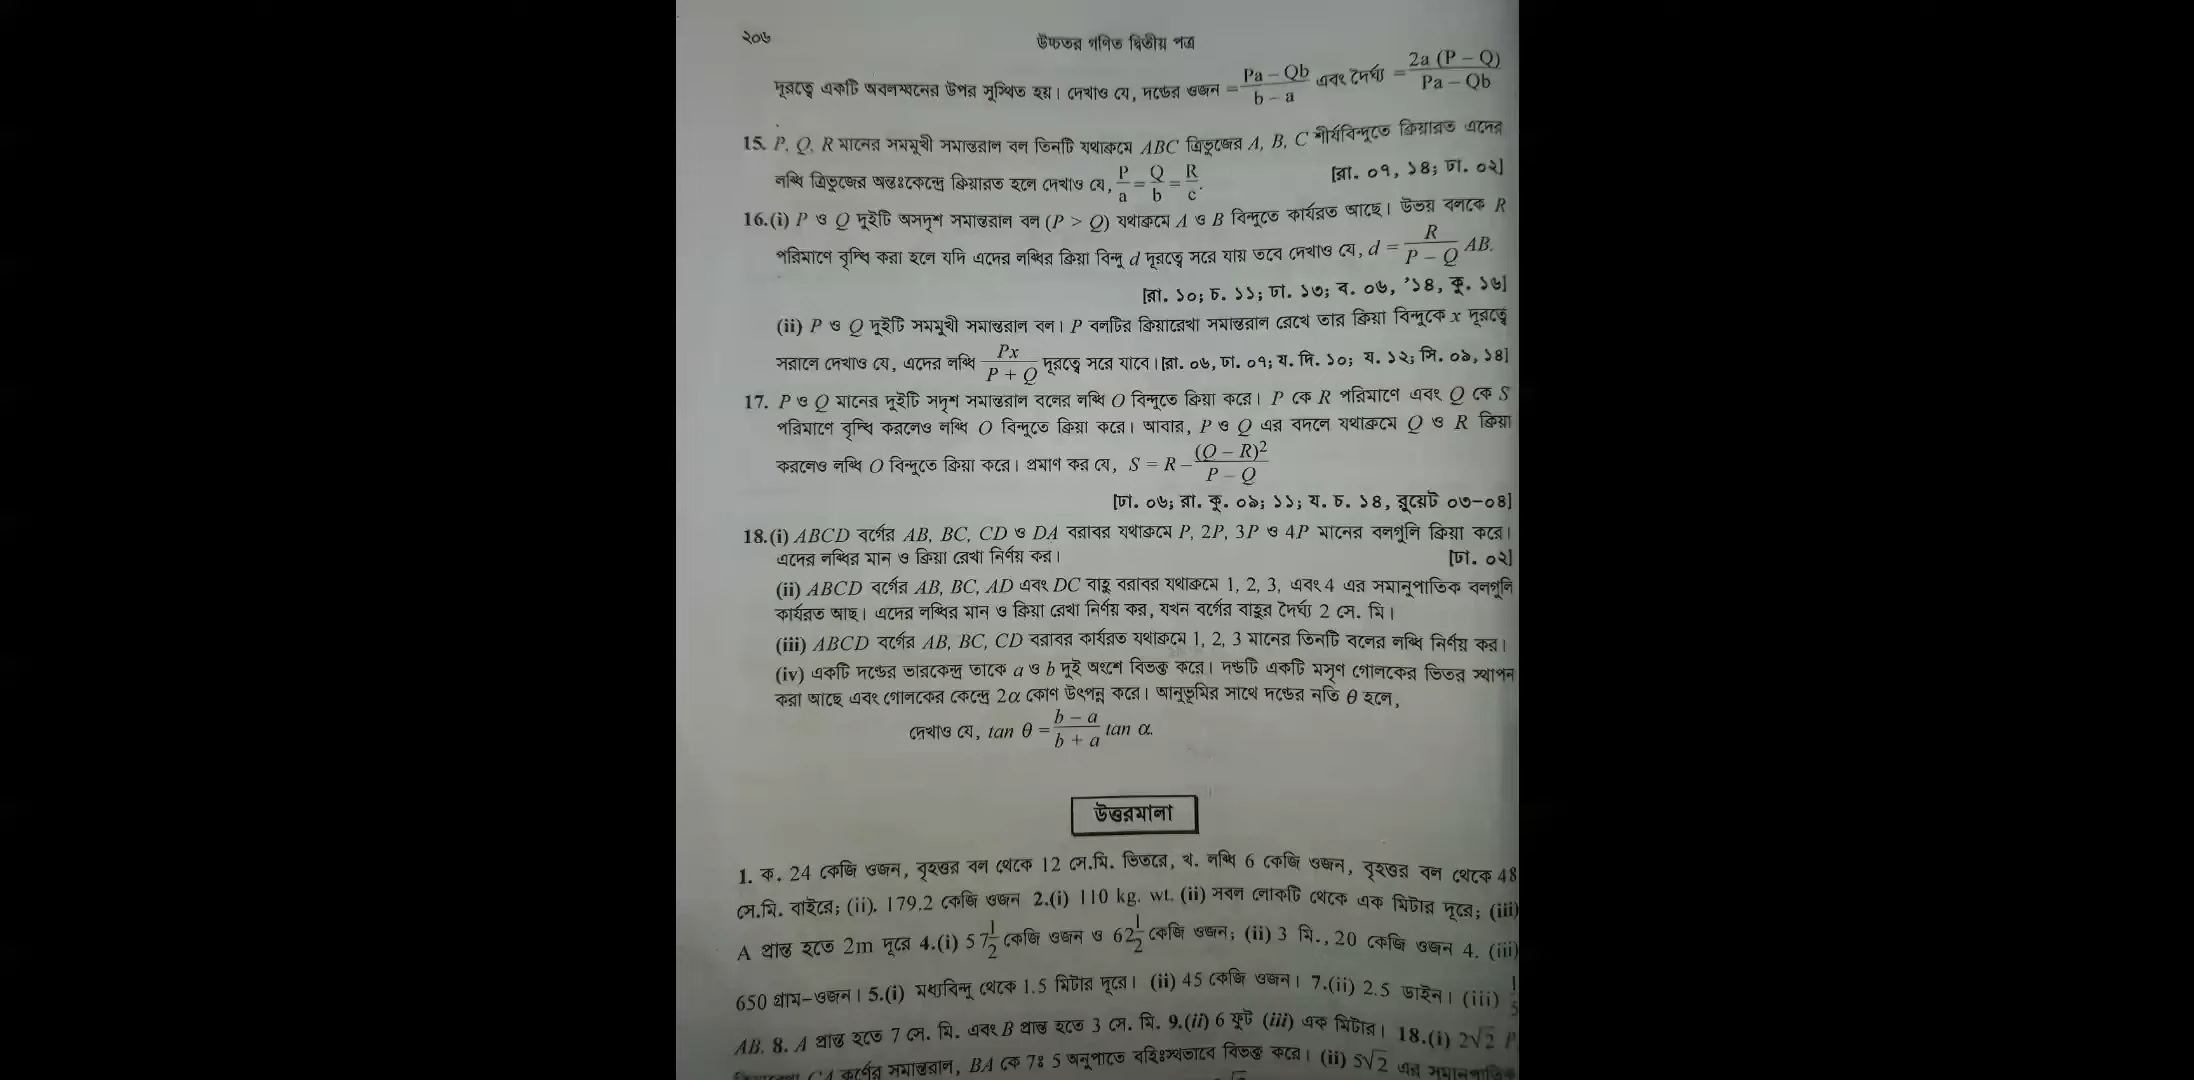 ২০৬
উচ্চতর গণিত দ্বিতীয় পত্র
দূরত্বে একটি অবলম্বনের উপর সুস্থিত হয়। দেখাও যে, দন্ডের ওজন = (Pa – Qb)/(b – a) এবং দৈর্ঘ্য = (2a (P – Q))/(Pa – Qb)
15. P, Q, R মানের সমমুখী সমান্তরাল বল তিনটি যথাক্রমে ABC ত্রিভুজের A, B, C শীর্ষবিন্দুতে ক্রিয়ারত এদের
লব্ধি ত্রিভুজের অন্তঃকেন্দ্রে ক্রিয়ারত হলে দেখাও যে, P/a = Q/b = R/c. [রা. ০৭, ১৪; ঢা. ০২]
16.(i) P ও Q দুইটি অসদৃশ সমান্তরাল বল (P > Q) যথাক্রমে A ও B বিন্দুতে কার্যরত আছে। উভয় বলকে R
পরিমাণে বৃদ্ধি করা হলে যদি এদের লব্ধির ক্রিয়া বিন্দু d দূরত্বে সরে যায় তবে দেখাও যে, d = R/(P – Q) AB.
[রা. ১০; চ. ১১; ঢা. ১৩; ব. ০৬, '১৪, কু. ১৬]
(ii) P ও Q দুইটি সমমুখী সমান্তরাল বল। P বলটির ক্রিয়ারেখা সমান্তরাল রেখে তার ক্রিয়া বিন্দুকে x দূরত্বে
সরালে দেখাও যে, এদের লব্ধি Px/(P + Q) দূরত্বে সরে যাবে। [রা. ০৬, ঢা. ০৭; য. দি. ১০; য. ১২; সি. ০৯, ১৪]
17. P ও Q মানের দুইটি সদৃশ সমান্তরাল বলের লব্ধি O বিন্দুতে ক্রিয়া করে। P কে R পরিমাণে এবং Q কে S
পরিমাণে বৃদ্ধি করলেও লব্ধি O বিন্দুতে ক্রিয়া করে। আবার, P ও Q এর বদলে যথাক্রমে Q ও R ক্রিয়া
করলেও লব্ধি O বিন্দুতে ক্রিয়া করে। প্রমাণ কর যে, S = R – (Q – R)²/(P – Q)
[ঢা. ০৬; রা. কু. ০৯; ১১; য. চ. ১৪, বুয়েট ০৩–০৪]
18.(i) ABCD বর্গের AB, BC, CD ও DA বরাবর যথাক্রমে P, 2P, 3P ও 4P মানের বলগুলি ক্রিয়া করে।
এদের লব্ধির মান ও ক্রিয়া রেখা নির্ণয় কর। [ঢা. ০২]
(ii) ABCD বর্গের AB, BC, AD এবং DC বাহু বরাবর যথাক্রমে 1, 2, 3, এবং 4 এর সমানুপাতিক বলগুলি
কার্যরত আছ। এদের লব্ধির মান ও ক্রিয়া রেখা নির্ণয় কর, যখন বর্গের বাহুর দৈর্ঘ্য 2 সে. মি।
(iii) ABCD বর্গের AB, BC, CD বরাবর কার্যরত যথাক্রমে 1, 2, 3 মানের তিনটি বলের লব্ধি নির্ণয় কর।
(iv) একটি দন্ডের ভারকেন্দ্র তাকে a ও b দুই অংশে বিভক্ত করে। দন্ডটি একটি মসৃণ গোলকের ভিতর স্থাপন
করা আছে এবং গোলকের কেন্দ্রে 2α কোণ উৎপন্ন করে। আনুভূমির সাথে দন্ডের নতি θ হলে,
দেখাও যে, tan θ = (b – a)/(b + a) tan α.
উত্তরমালা
1. ক. 24 কেজি ওজন, বৃহত্তর বল থেকে 12 সে.মি. ভিতরে, খ. লব্ধি 6 কেজি ওজন, বৃহত্তর বল থেকে 48
সে.মি. বাইরে; (ii). 179.2 কেজি ওজন 2.(i) 110 kg. wt. (ii) সবল লোকটি থেকে এক মিটার দূরে; (iii)
A প্রান্ত হতে 2m দূরে 4.(i) 57½ কেজি ওজন ও 62½ কেজি ওজন; (ii) 3 মি., 20 কেজি ওজন 4. (iii)
650 গ্রাম-ওজন। 5.(i) মধ্যবিন্দু থেকে 1.5 মিটার দূরে। (ii) 45 কেজি ওজন। 7.(ii) 2.5 ডাইন। (iii) 1/5
AB. 8. A প্রান্ত হতে 7 সে. মি. এবং B প্রান্ত হতে 3 সে. মি. 9.(ii) 6 ফুট (iii) এক মিটার। 18.(i) 2√2 P
CA কর্ণের সমান্তরাল, BA কে 7ঃ 5 অনুপাতে বহিঃস্থভাবে বিভক্ত করে। (ii) 5√2 এর সমানুপাতিক